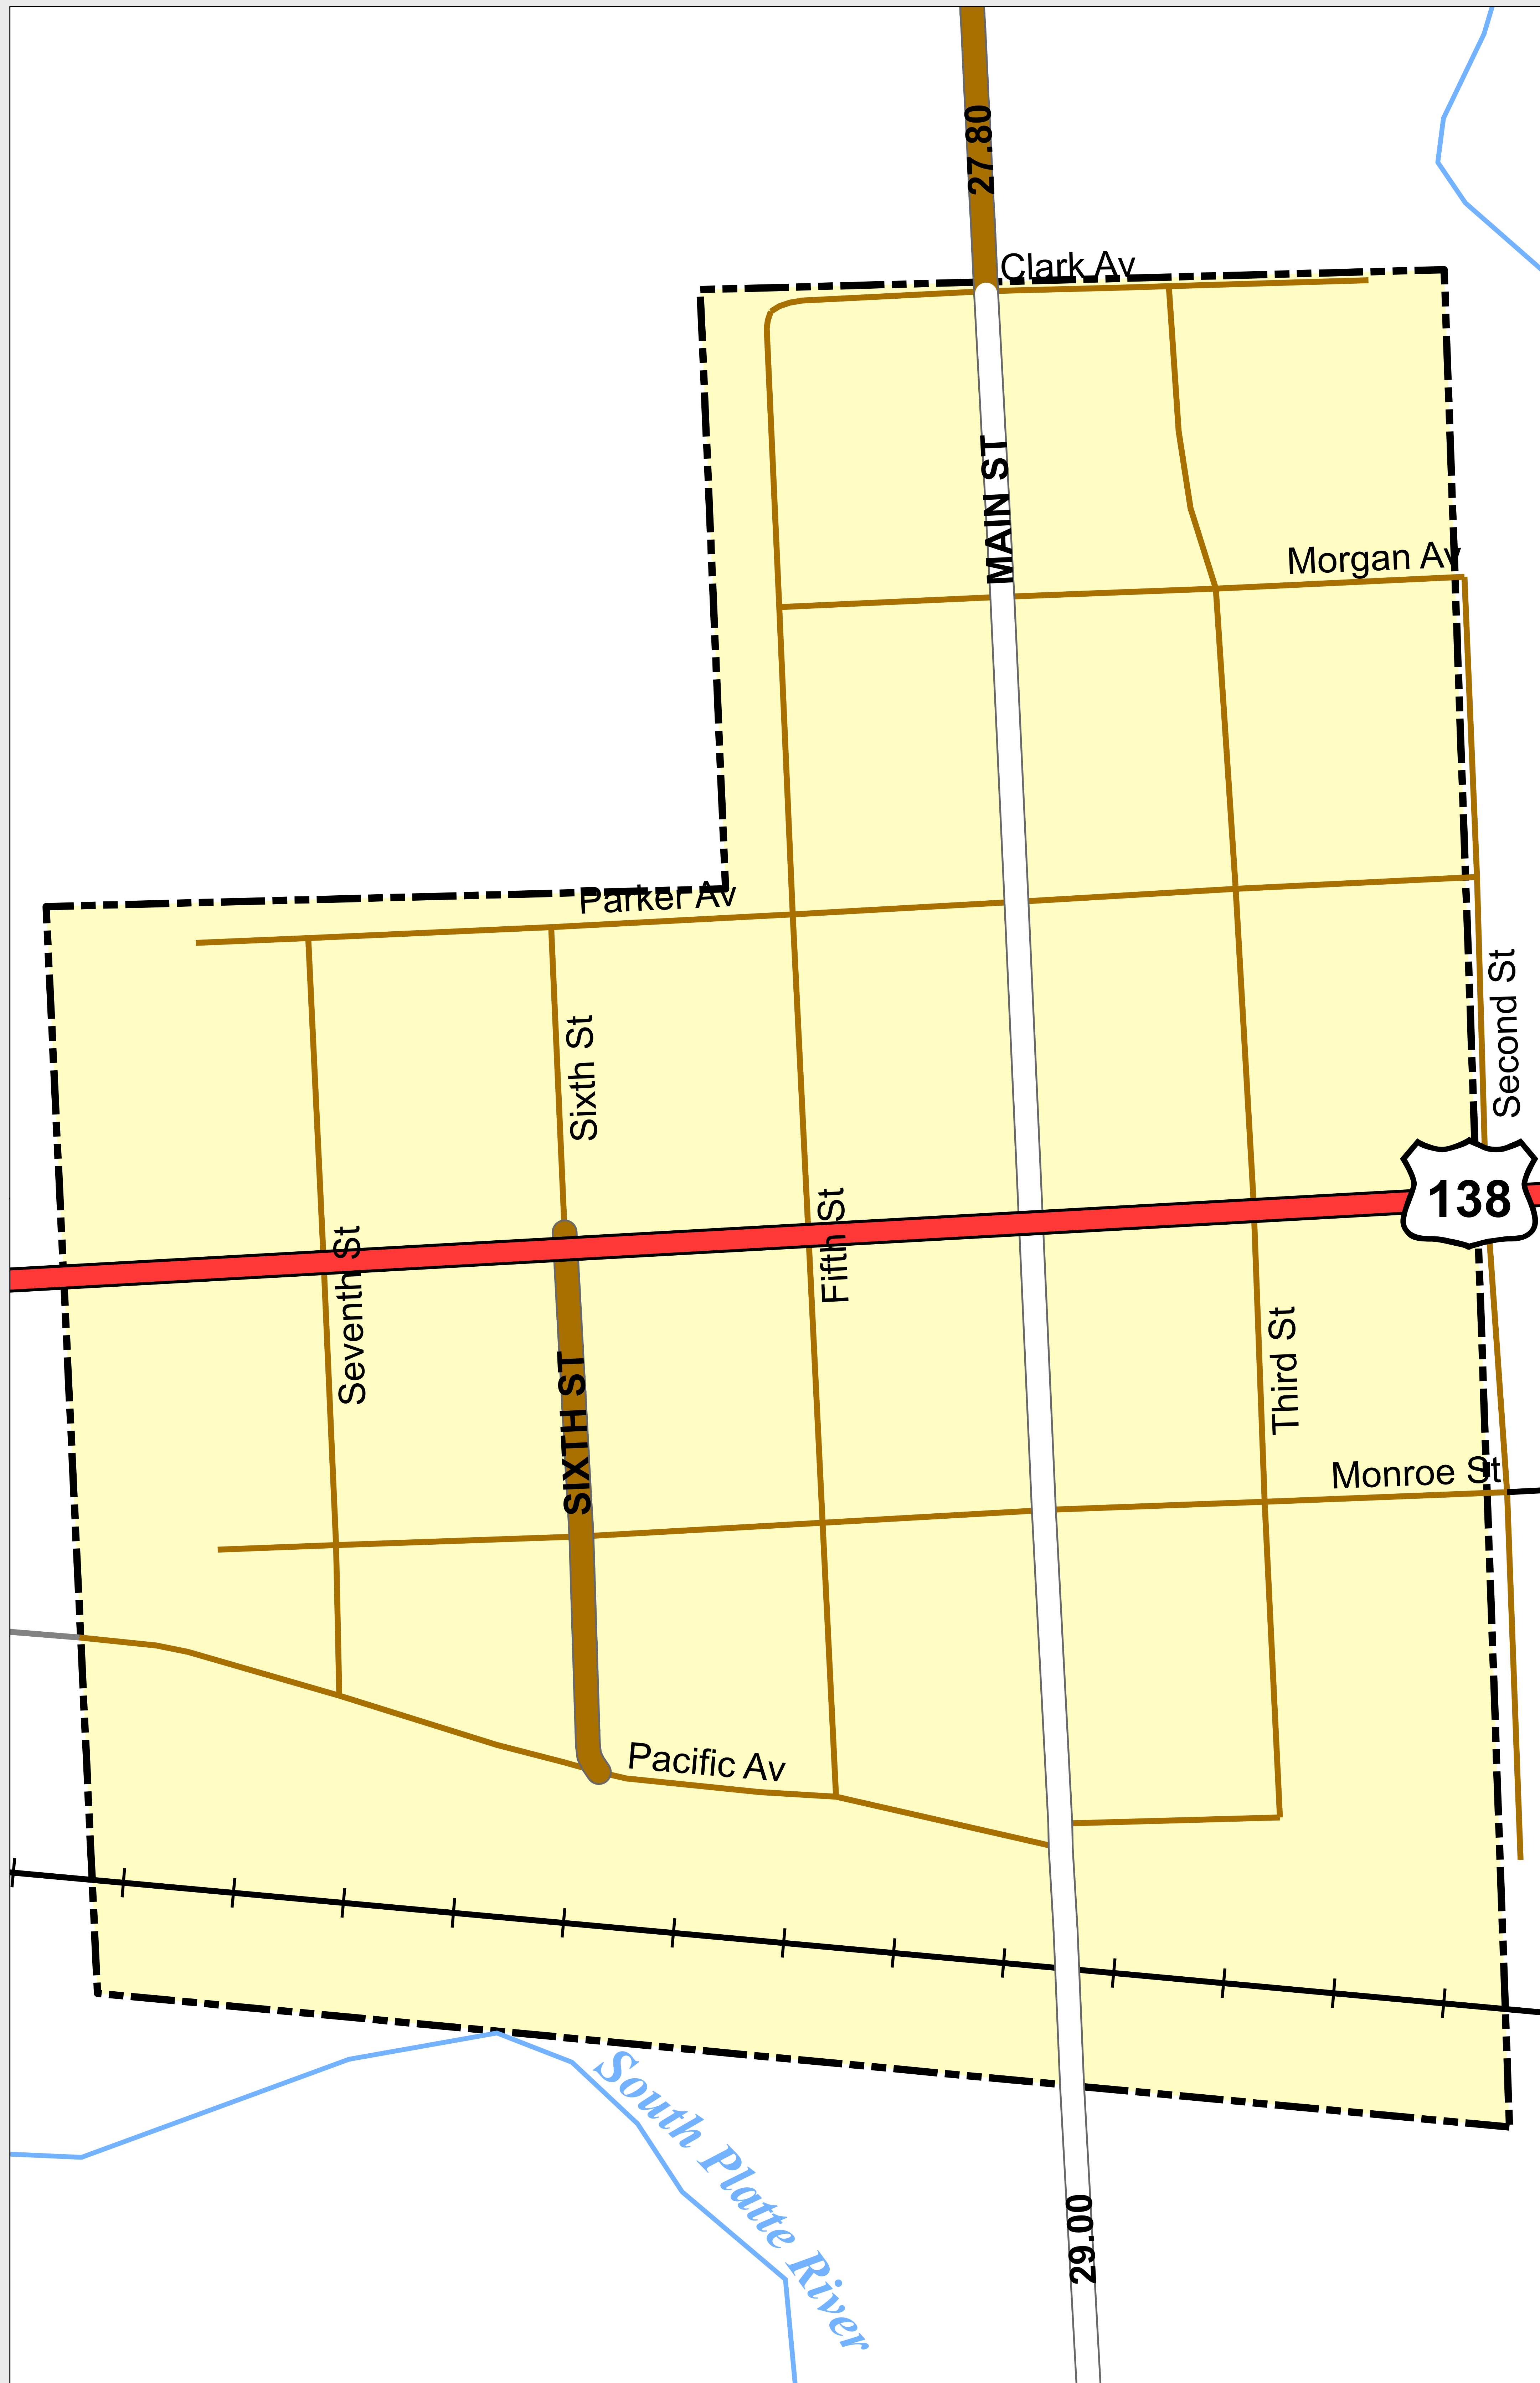 27.80
Clark Av
MAIN ST
Morgan Av
Parker Av
Second St
Sixth St
138
Fifth St
Seventh St
Third St
SIXTH ST
Monroe St
Pacific Av
South Platte River
29.00